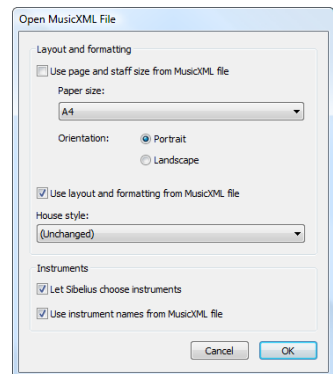 Open MusicXML File
Layout and formatting
Use page and staff size from MusicXML file
Paper size:
A4
Orientation:
Portrait
Landscape
Use layout and formatting from MusicXML file
House style:
(Unchanged)
Instruments
Let Sibelius choose instruments
Use instrument names from MusicXML file
Cancel
OK